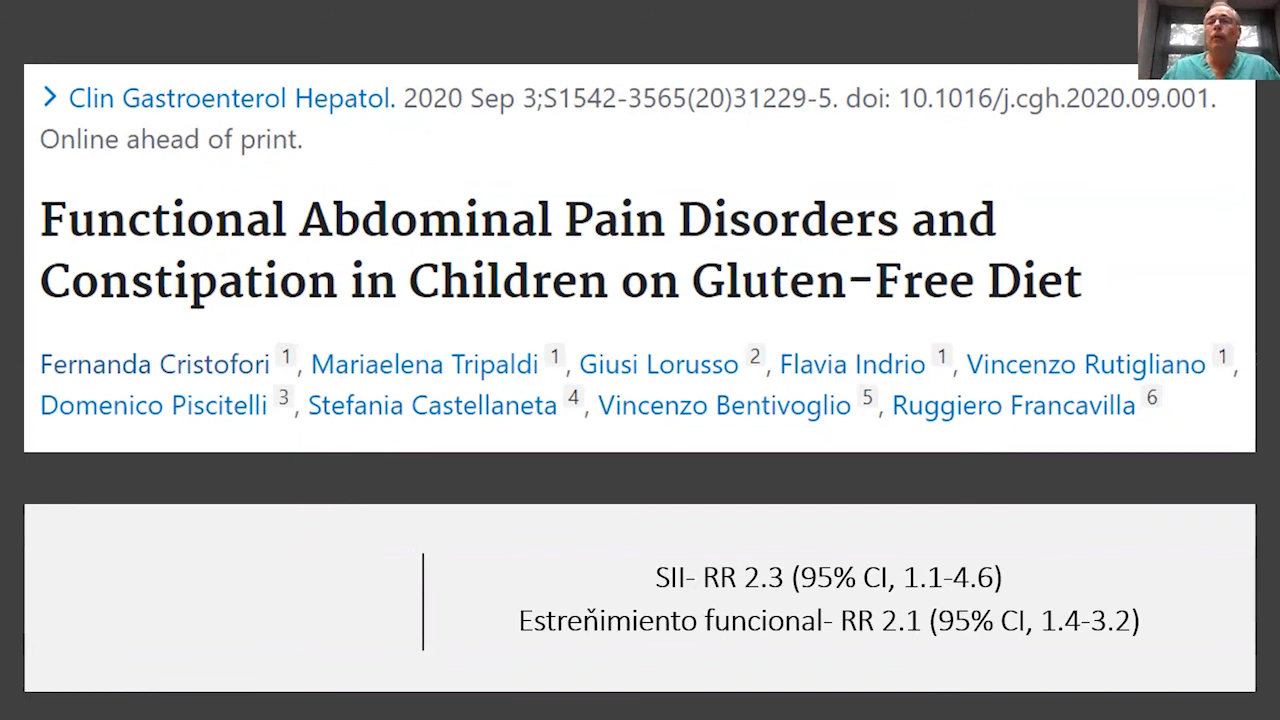 Clin Gastroenterol Hepatol. 2020 Sep 3;S1542-3565(20)31229-5. doi: 10.1016/j.cgh.2020.09.001.
Online ahead of print.
Functional Abdominal Pain Disorders and
Constipation in Children on Gluten-Free Diet
Fernanda Cristofori 1, Mariaelena Tripaldi 1, Giusi Lorusso 2, Flavia Indrio 1, Vincenzo Rutigliano 1,
Domenico Piscitelli 3, Stefania Castellaneta 4, Vincenzo Bentivoglio 5, Ruggiero Francavilla 6
SII- RR 2.3 (95% CI, 1.1-4.6)
Estreňimiento funcional- RR 2.1 (95% CI, 1.4-3.2)